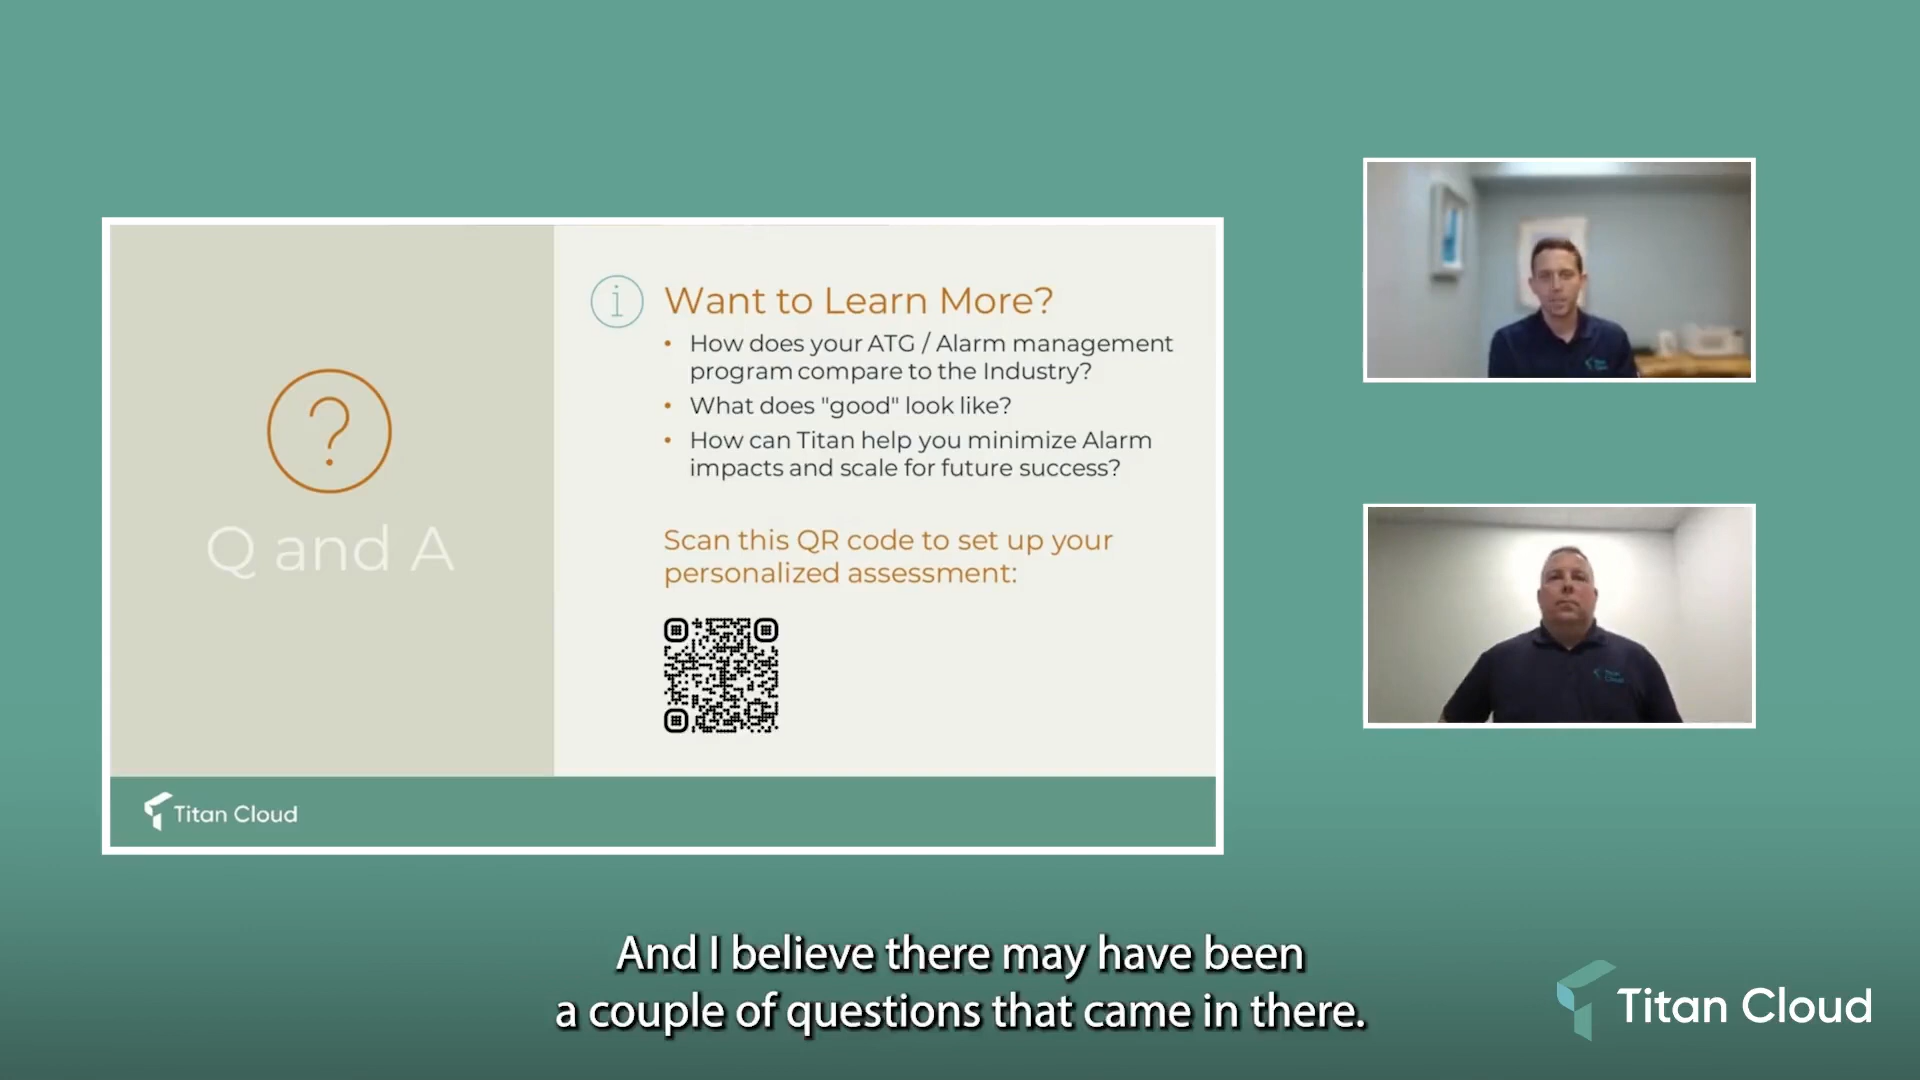 ?
Q and A
i
Want to Learn More?
• How does your ATG / Alarm management
program compare to the Industry?
• What does "good" look like?
• How can Titan help you minimize Alarm
impacts and scale for future success?
Scan this QR code to set up your
personalized assessment:
Titan Cloud
Titan
Cloud
And I believe there may have been
a couple of questions that came in there.
Titan Cloud